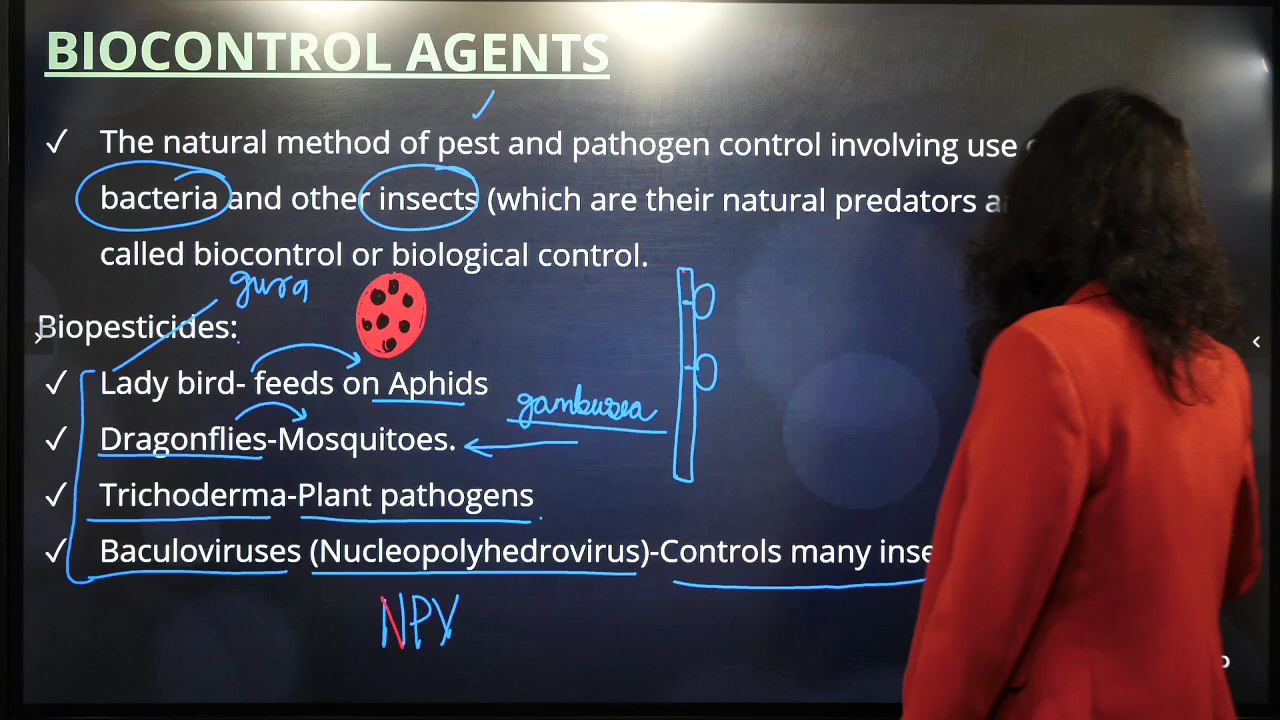 BIOCONTROL AGENTS
✓ The natural method of pest and pathogen control involving use
bacteria and other insects (which are their natural predators a
called biocontrol or biological control.
gura
Biopesticides:
✓ Lady bird- feeds on Aphids
gambusea
✓ Dragonflies-Mosquitoes.
✓ Trichoderma-Plant pathogens
✓ Baculoviruses (Nucleopolyhedrovirus)-Controls many inse
NPV